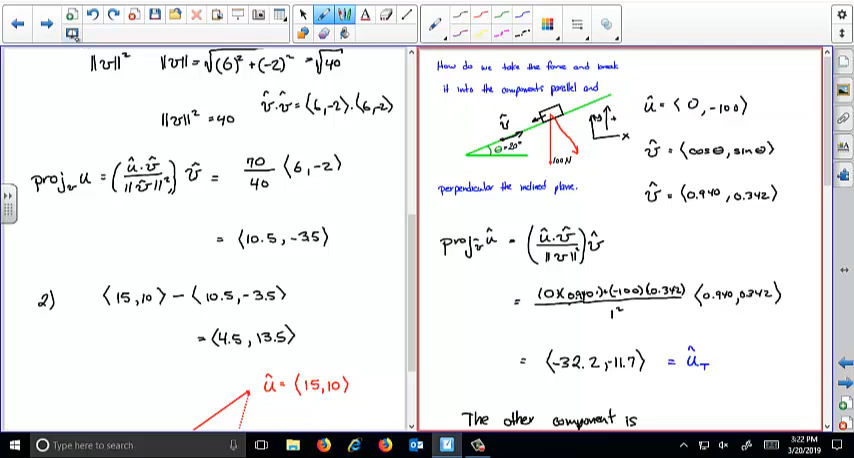 ||v||² ||v|| = √(6)² + (-2)² = √40
v̂·v̂ = ⟨6, -2⟩·⟨6, -2⟩
||v||² = 40
proj_v u = (û·v̂ / ||v̂||²) v̂ = 70/40 ⟨6, -2⟩
= ⟨10.5, -3.5⟩
2) ⟨15, 10⟩ - ⟨10.5, -3.5⟩
= ⟨4.5, 13.5⟩
û = ⟨15, 10⟩
How do we take the force and break
it into the components parallel and
v̂
θ = 20°
100 N
x
perpendicular the inclined plane.
û = ⟨0, -100⟩
v̂ = ⟨cosθ, sinθ⟩
v̂ = ⟨0.940, 0.342⟩
proj_v̂ û = (û·v̂ / ||v||²) v̂
= (0)(0.940) + (-100)(0.342) / 1² ⟨0.940, 0.342⟩
= ⟨-32.2, -11.7⟩ = û_T
The other component is
Type here to search
3:22 PM
3/20/2019